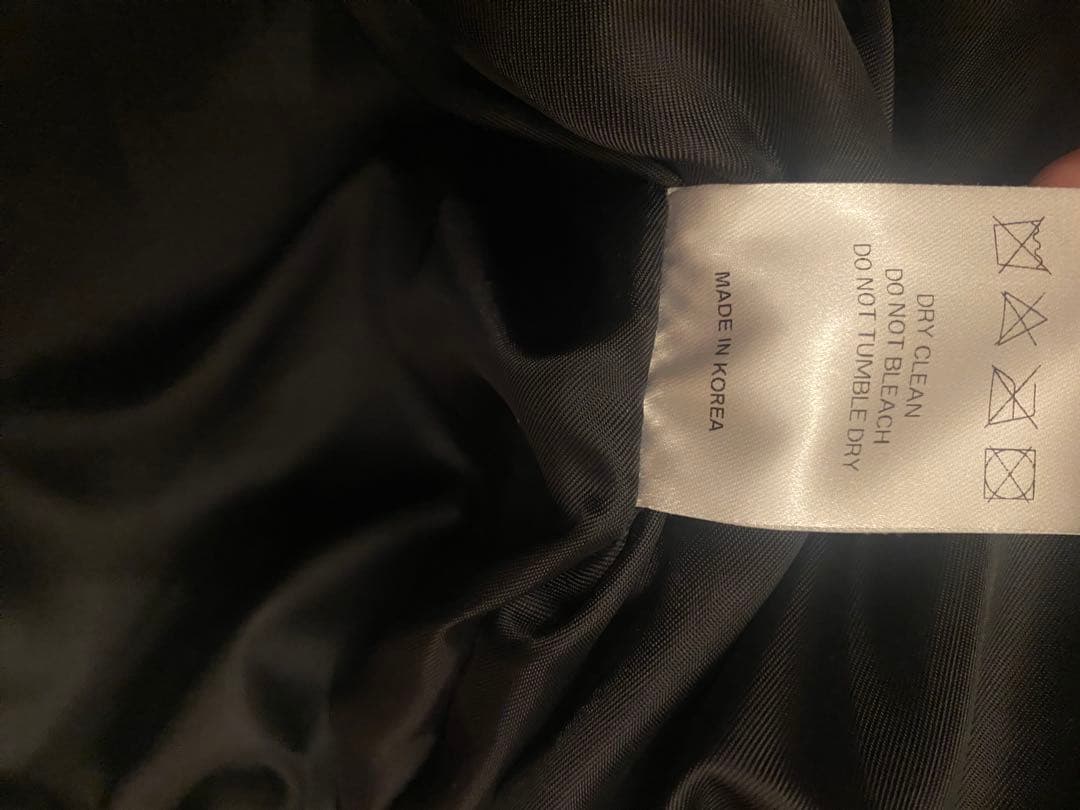 DRY CLEAN
DO NOT BLEACH
DO NOT TUMBLE DRY
MADE IN KOREA